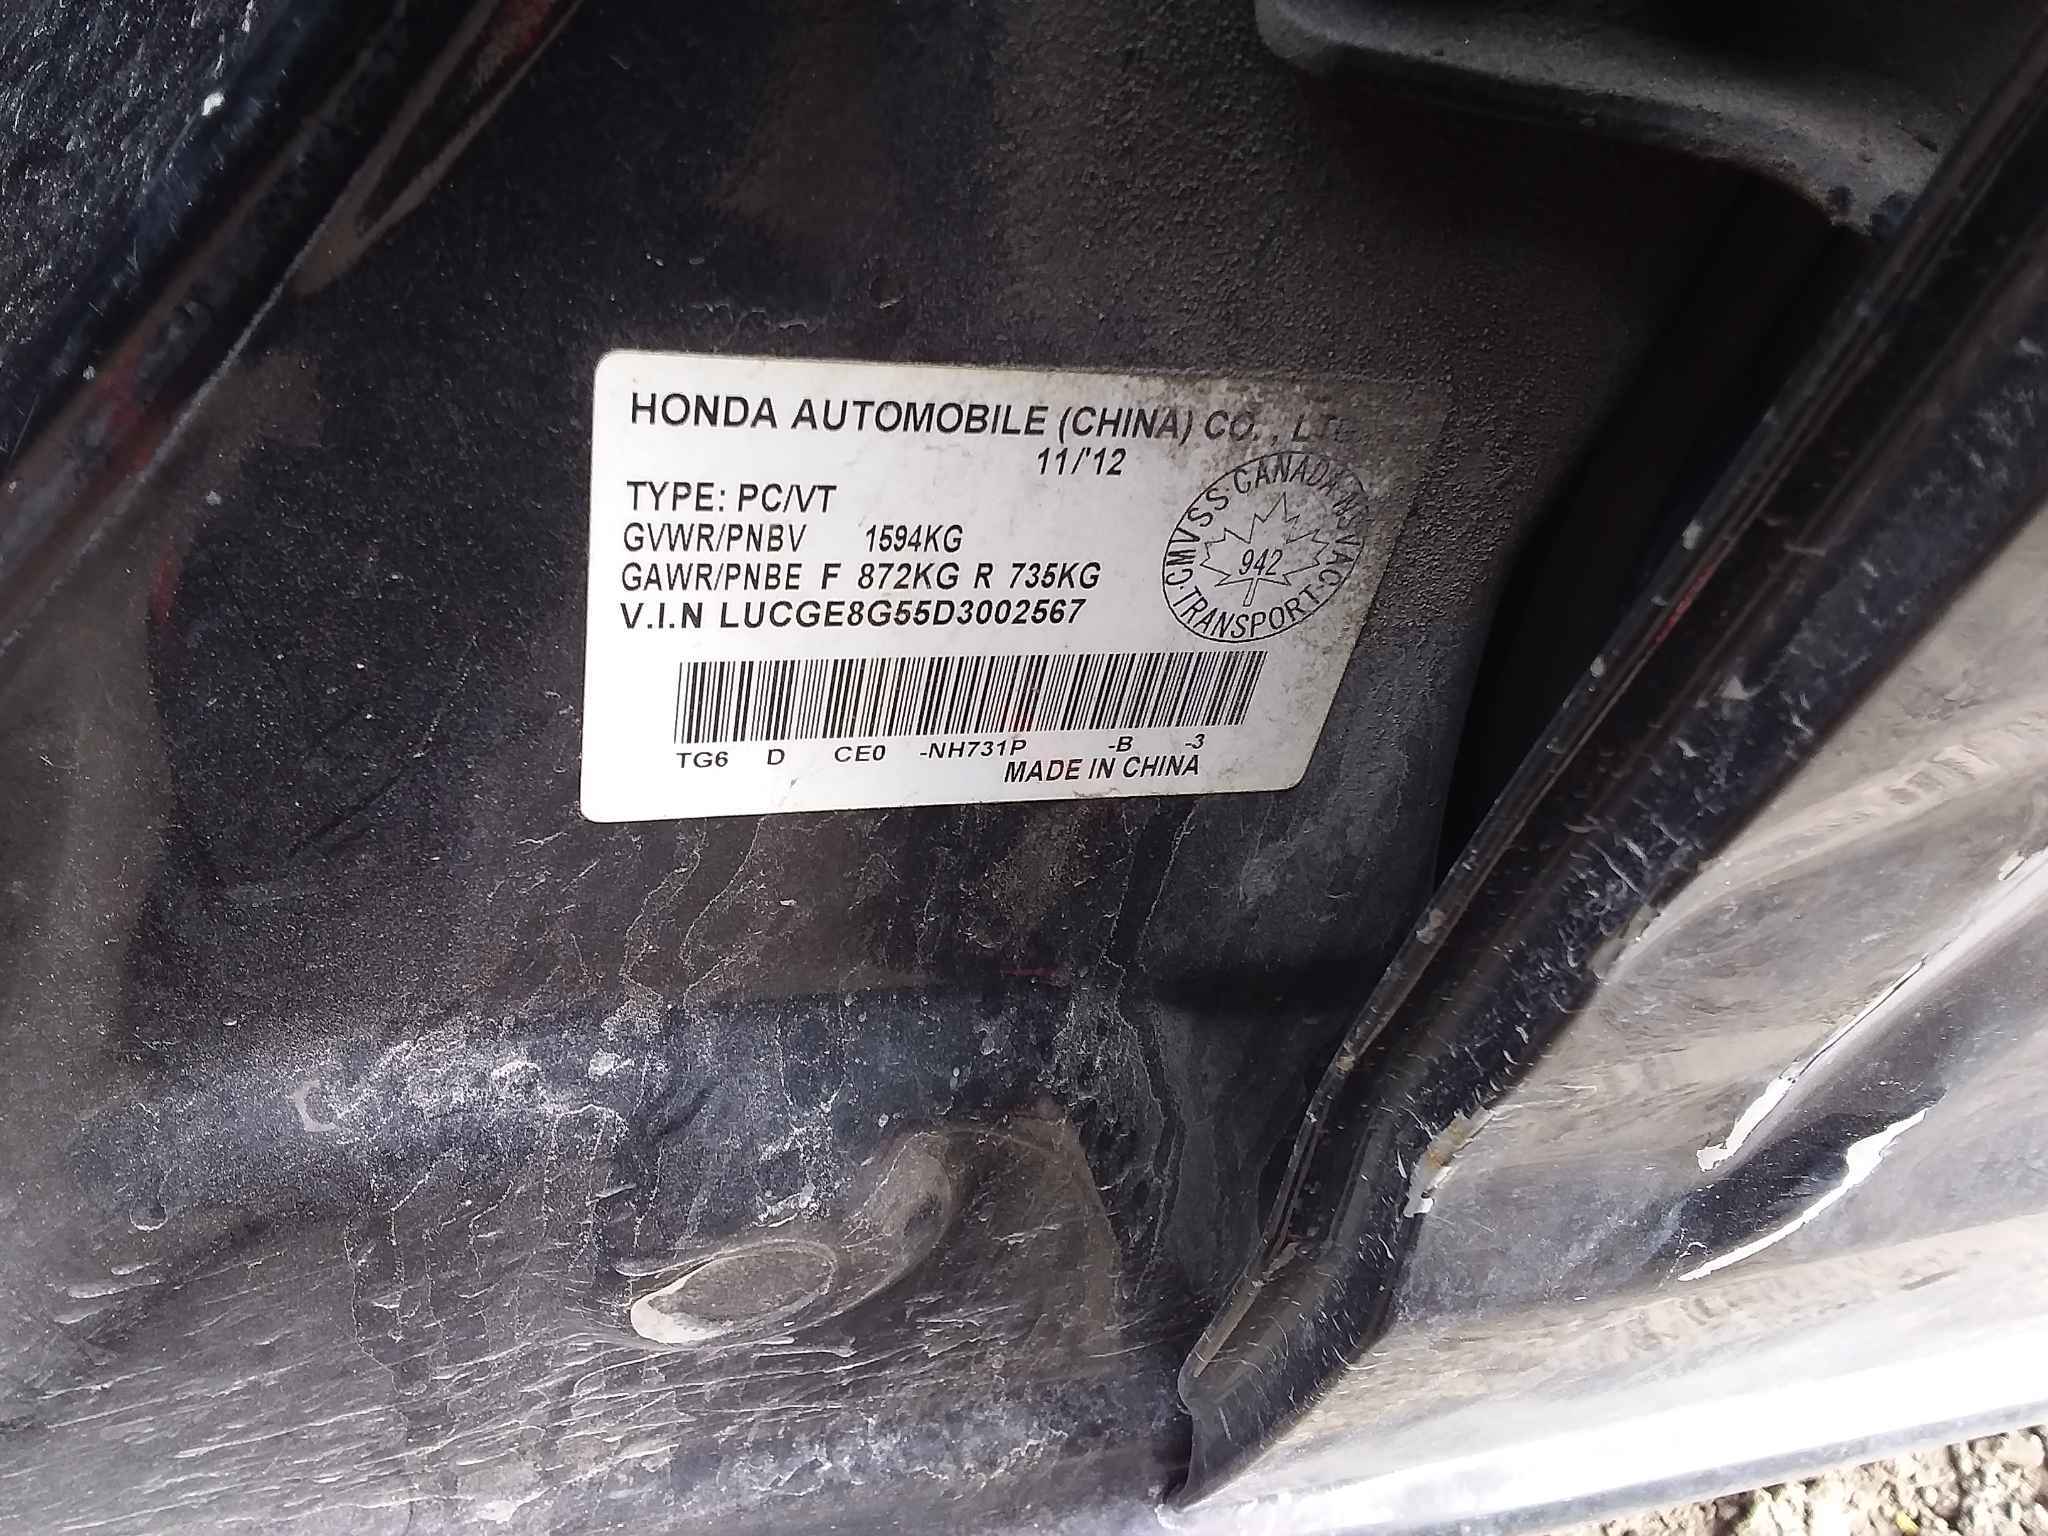 HONDA AUTOMOBILE (CHINA) CO. , LTD.
11/'12
TYPE: PC/VT
GVWR/PNBV 1594KG
GAWR/PNBE F 872KG R 735KG
V.I.N LUCGE8G55D3002567
CMVSS · CANADA · NSVAC · TRANSPORT ·
942
TG6 D CE0 -NH731P -B -3
MADE IN CHINA